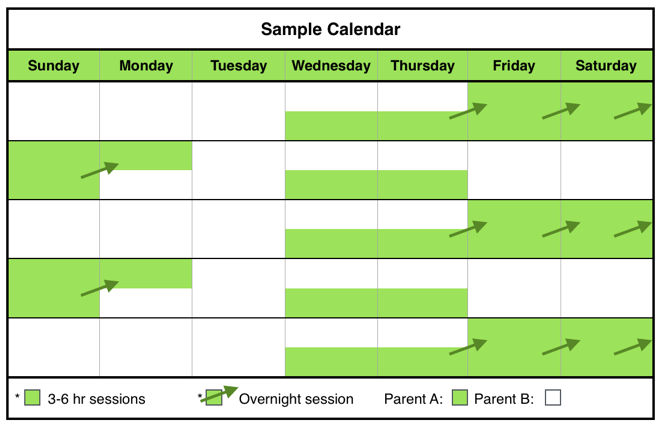 Sample Calendar
Sunday Monday Tuesday Wednesday Thursday Friday Saturday
* 3-6 hr sessions * Overnight session Parent A: Parent B: